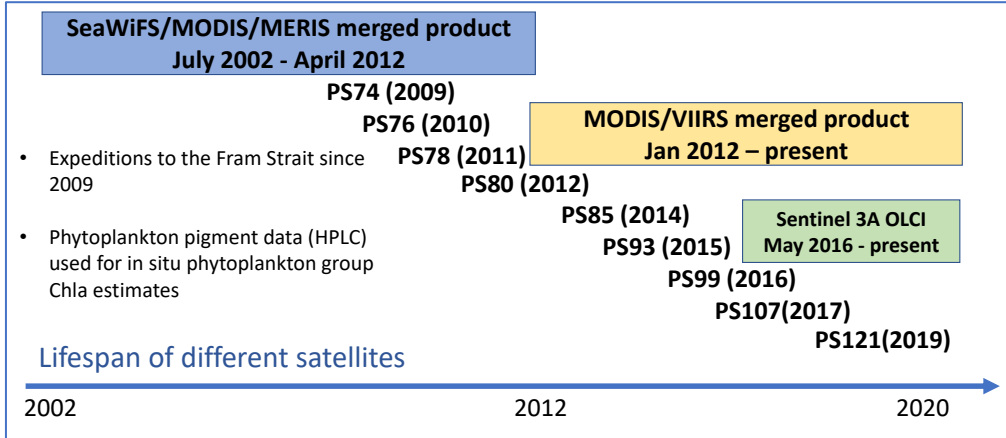 SeaWiFS/MODIS/MERIS merged product
July 2002 - April 2012
PS74 (2009)
PS76 (2010)
MODIS/VIIRS merged product
Jan 2012 – present
• Expeditions to the Fram Strait since
2009
PS78 (2011)
PS80 (2012)
PS85 (2014)
Sentinel 3A OLCI
May 2016 - present
• Phytoplankton pigment data (HPLC)
used for in situ phytoplankton group
Chla estimates
PS93 (2015)
PS99 (2016)
PS107(2017)
PS121(2019)
Lifespan of different satellites
2002
2012
2020